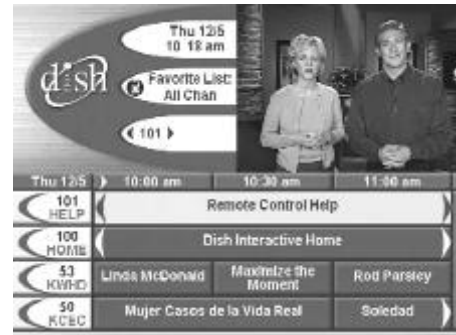 dish
Thu 12/5
10 18 am
Favorite List:
All Chan
101
Thu 12/5 10:00 am 10:30 am 11:00 am
101 HELP Remote Control Help
100 HOME Dish Interactive Home
53 KWHD Linda McDonald Maximize the Moment Rod Parsley
50 KCEC Mujer Casos de la Vida Real Soledad